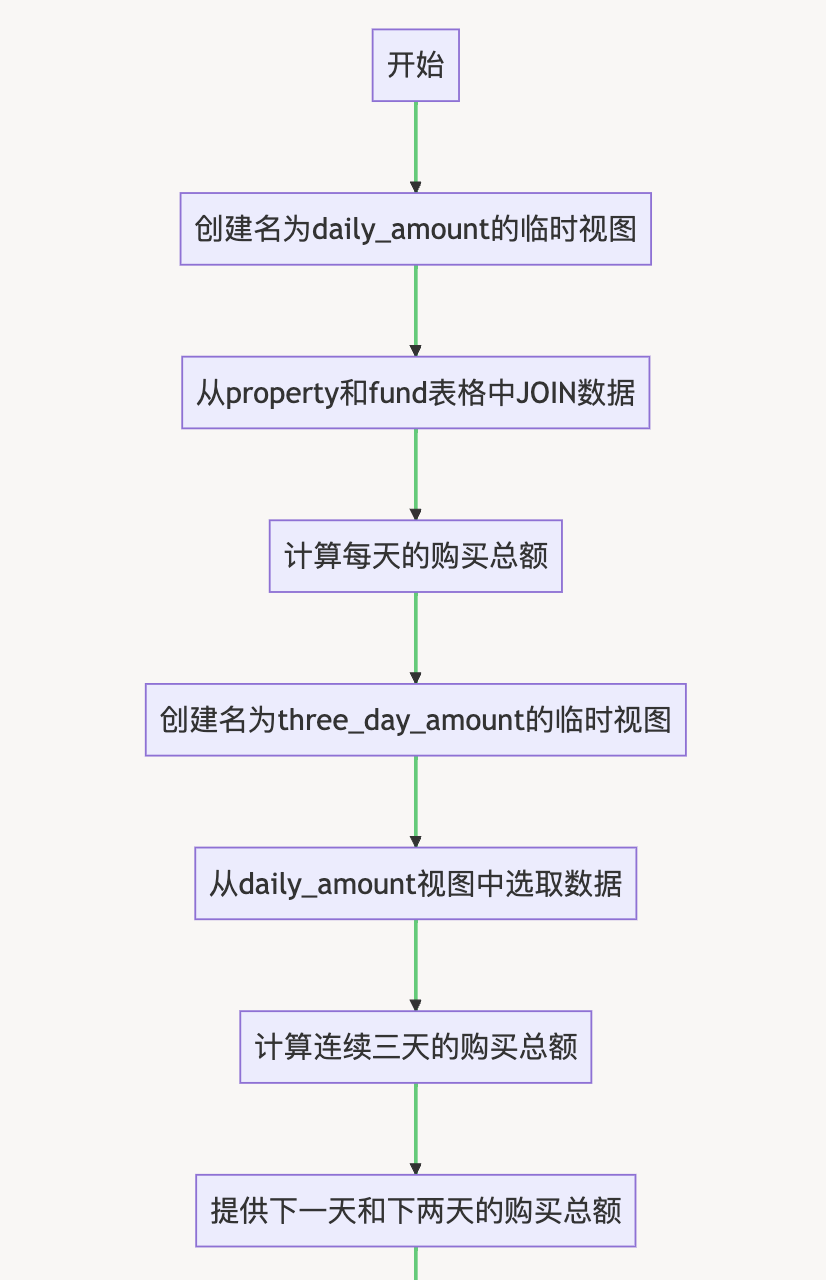 开始
创建名为daily_amount的临时视图
从property和fund表格中JOIN数据
计算每天的购买总额
创建名为three_day_amount的临时视图
从daily_amount视图中选取数据
计算连续三天的购买总额
提供下一天和下两天的购买总额